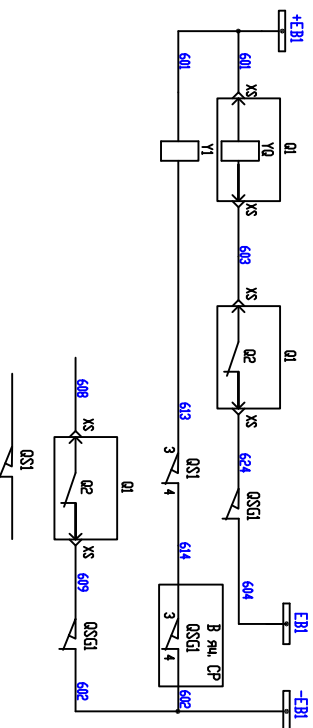 +EB1
601
601
XS
Q1
YQ
Y1
XS
603
XS
Q1
Q2
XS
613
624
QSG1
604
EB1
3
QS1
4
614
В яч. СР
3
QSG1
4
602
-EB1
608
XS
Q1
Q2
XS
609
QSG1
602
QS1